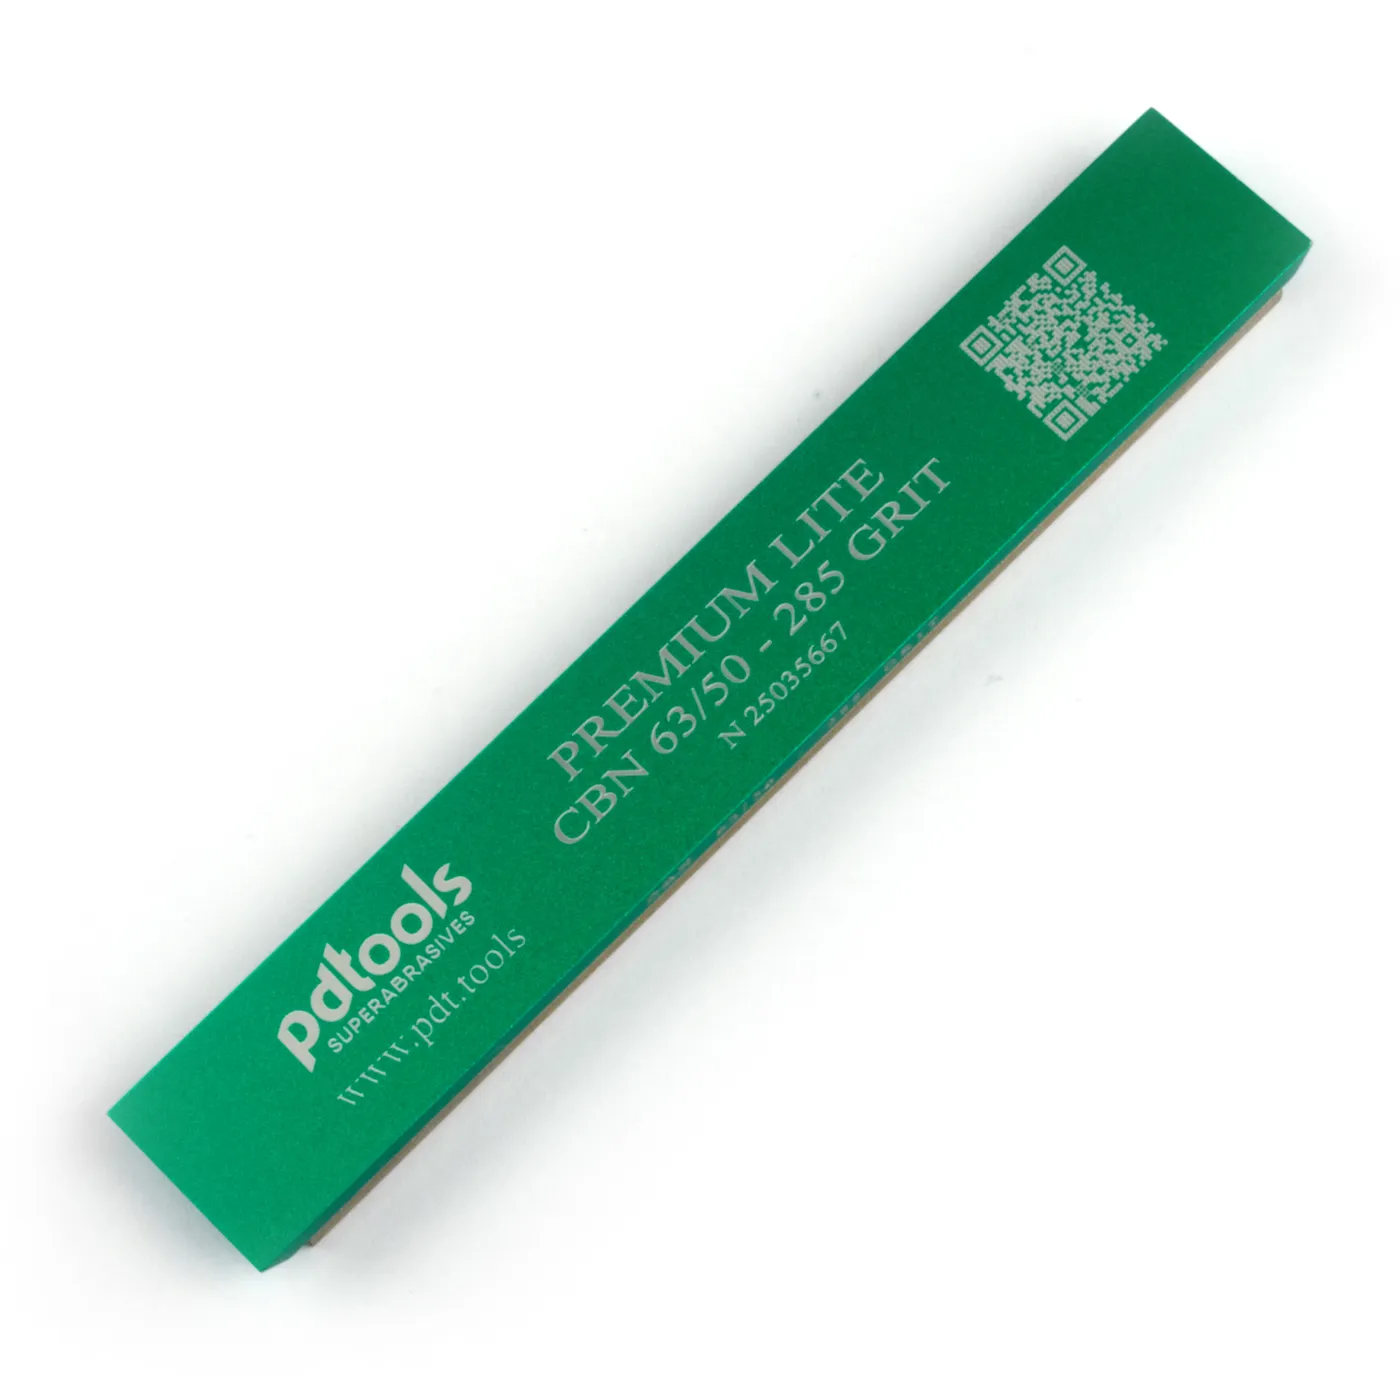 pdtools
SUPERABRASIVES
www.pdt.tools
PREMIUM LITE
CBN 63/50 - 285 GRIT
N 25035667